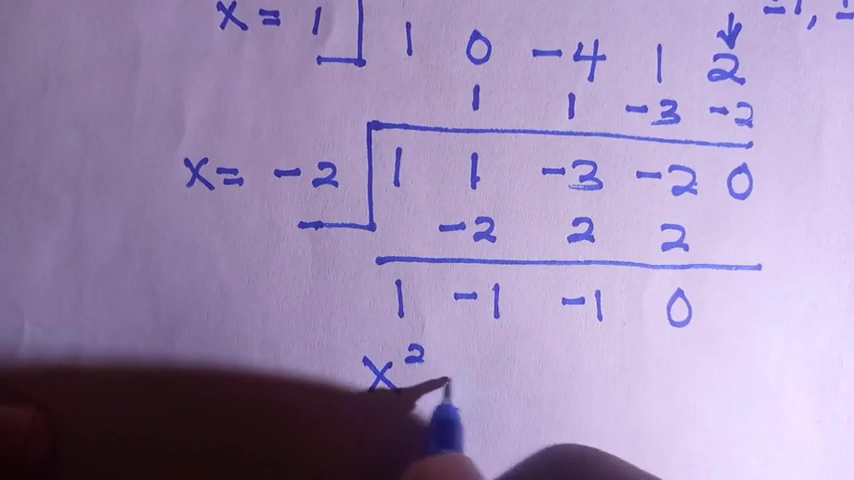 x = 1 | 1 0 -4 1 2
1 1 -3 -2
x = -2 | 1 1 -3 -2 0
-2 2 2
1 -1 -1 0
x²